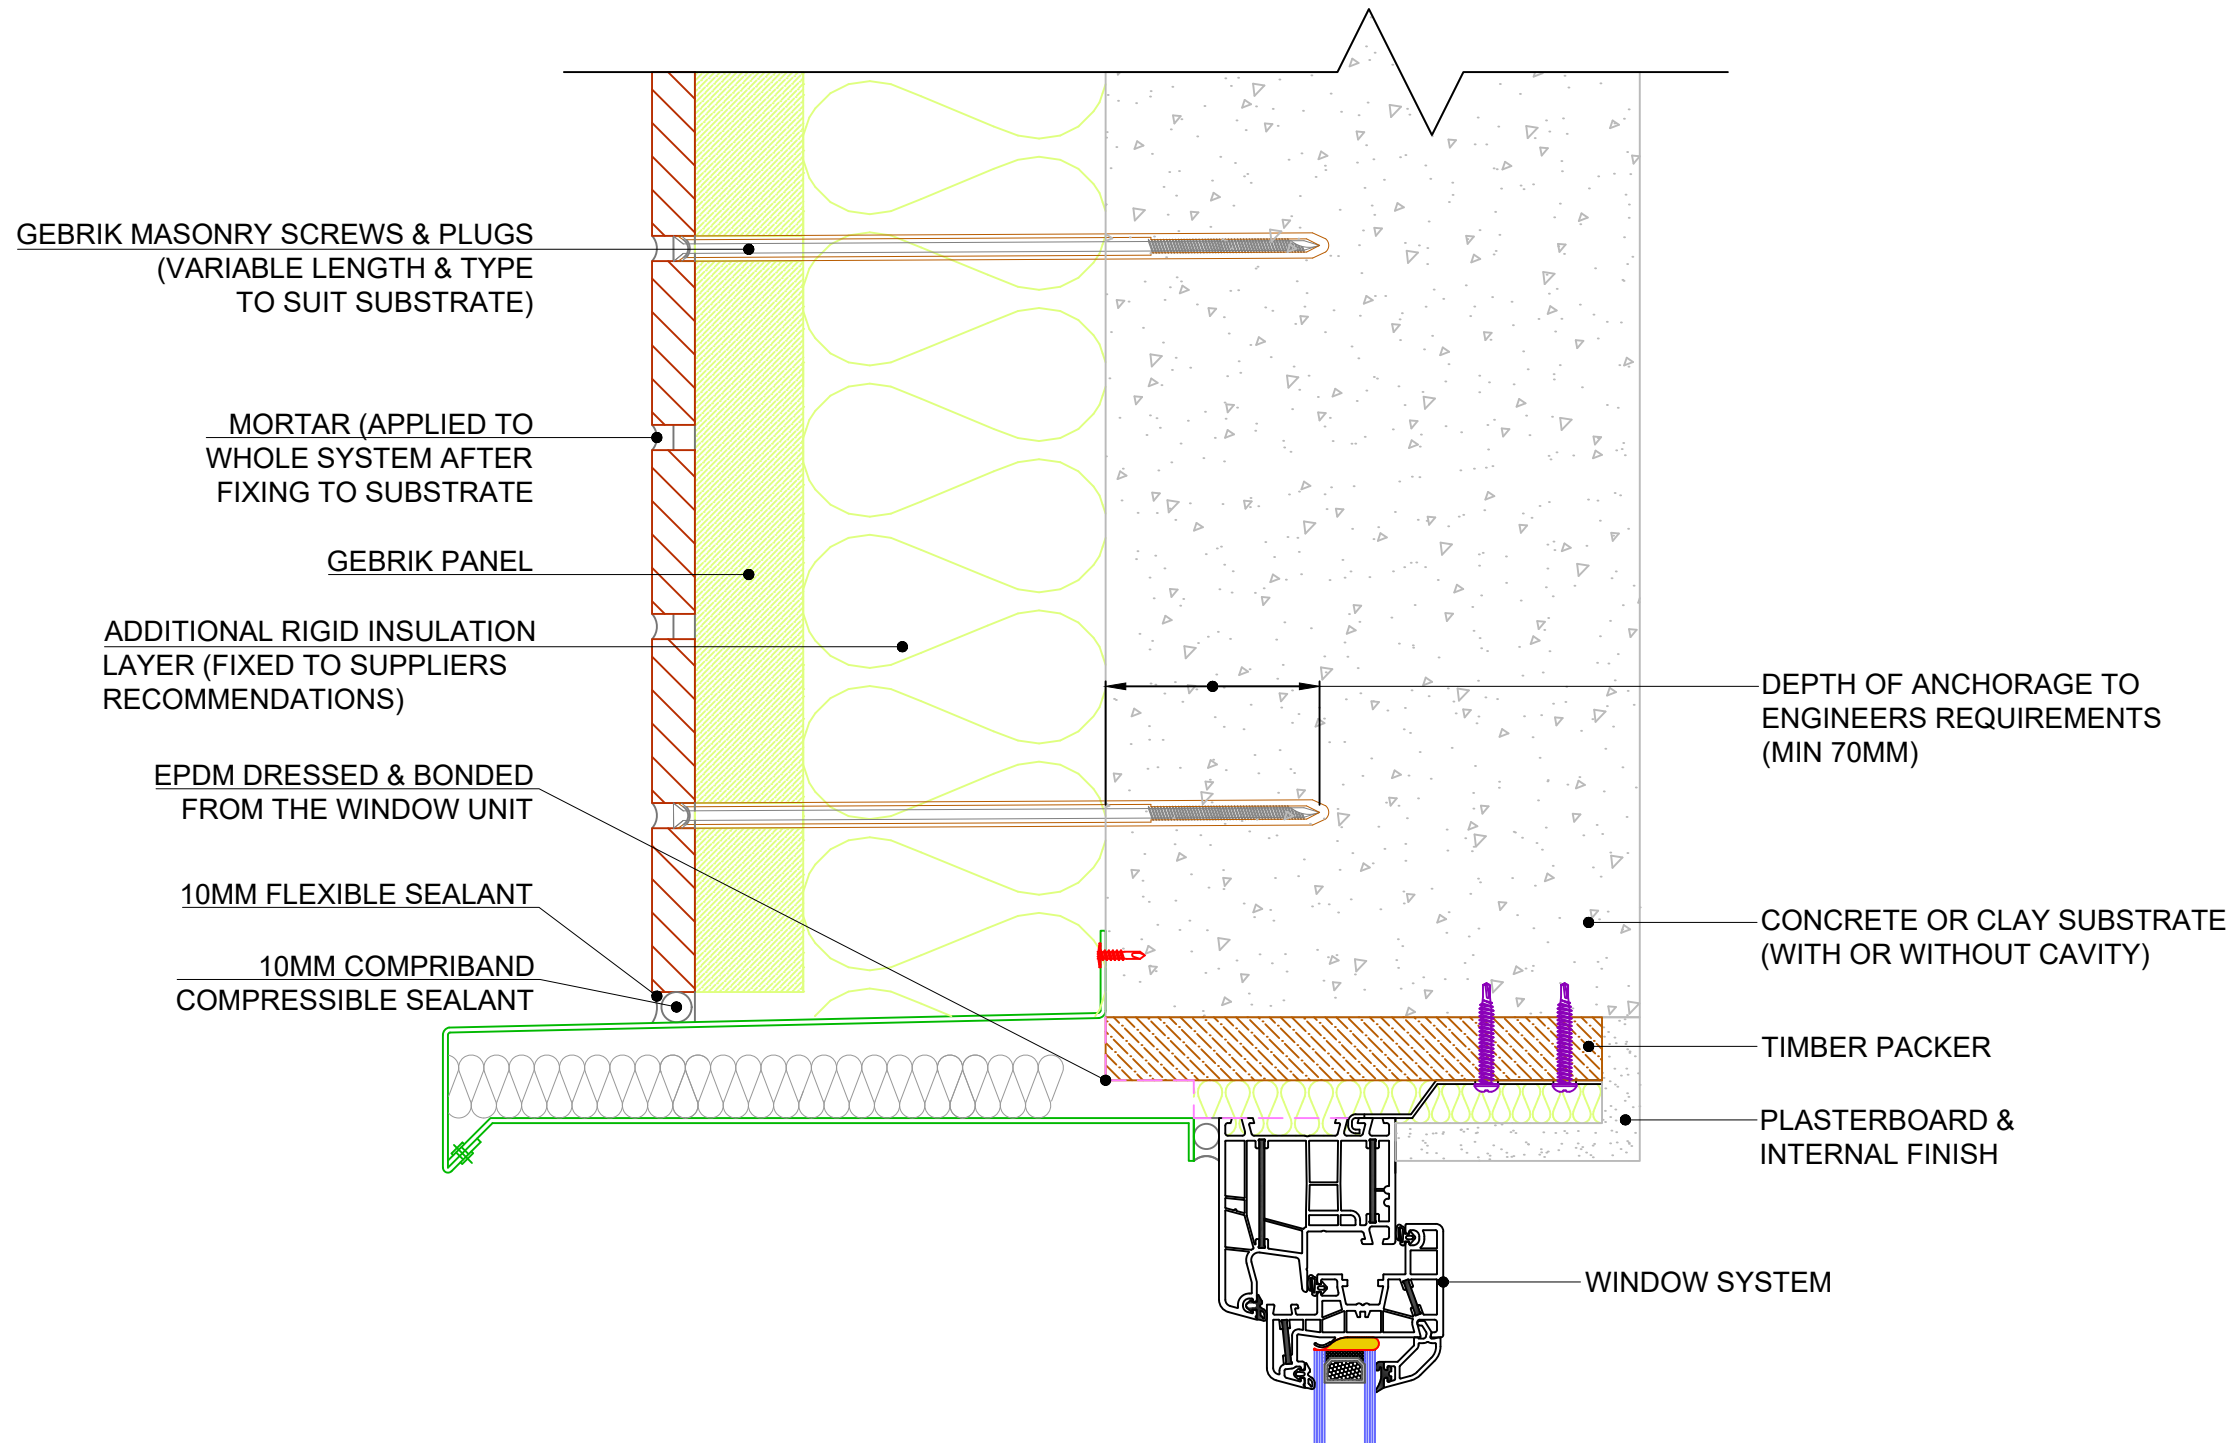 GEBRIK MASONRY SCREWS & PLUGS
(VARIABLE LENGTH & TYPE
TO SUIT SUBSTRATE)
MORTAR (APPLIED TO
WHOLE SYSTEM AFTER
FIXING TO SUBSTRATE
GEBRIK PANEL
ADDITIONAL RIGID INSULATION
LAYER (FIXED TO SUPPLIERS
RECOMMENDATIONS)
EPDM DRESSED & BONDED
FROM THE WINDOW UNIT
10MM FLEXIBLE SEALANT
10MM COMPRIBAND
COMPRESSIBLE SEALANT
DEPTH OF ANCHORAGE TO
ENGINEERS REQUIREMENTS
(MIN 70MM)
CONCRETE OR CLAY SUBSTRATE
(WITH OR WITHOUT CAVITY)
TIMBER PACKER
PLASTERBOARD &
INTERNAL FINISH
WINDOW SYSTEM